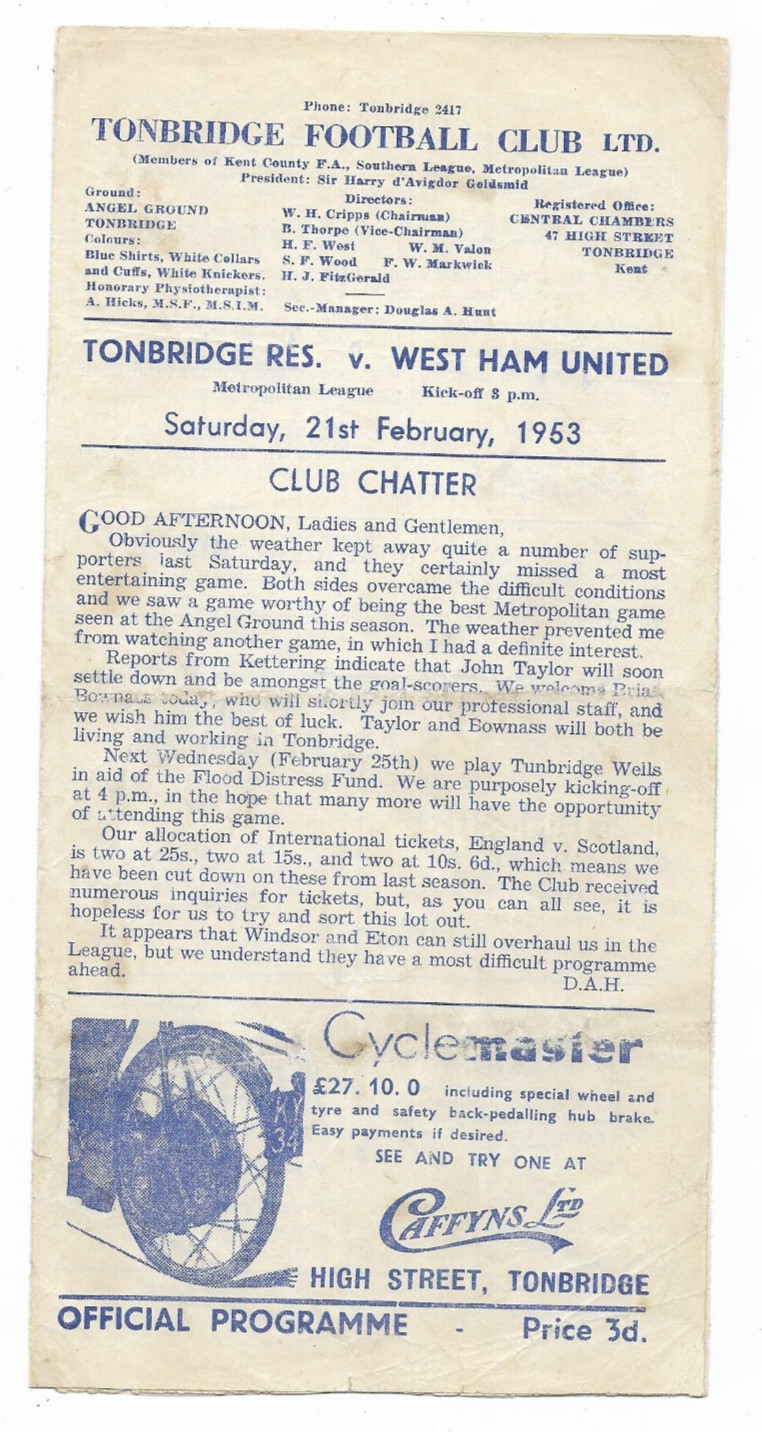 Phone: Tonbridge 2417
TONBRIDGE FOOTBALL CLUB LTD.
(Members of Kent County F.A., Southern League, Metropolitan League)
President: Sir Harry d'Avigdor Goldsmid
Ground:
ANGEL GROUND
TONBRIDGE
Colours:
Blue Shirts, White Collars
and Cuffs, White Knickers.
Honorary Physiotherapist:
A. Hicks, M.S.F., M.S.I.M.
Directors:
W. H. Cripps (Chairman)
B. Thorpe (Vice-Chairman)
H. F. West W. M. Valon
S. F. Wood F. W. Markwick
H. J. FitzGerald
Sec.-Manager: Douglas A. Hunt
Registered Office:
CENTRAL CHAMBERS
47 HIGH STREET
TONBRIDGE
Kent
TONBRIDGE RES. v. WEST HAM UNITED
Metropolitan League Kick-off 3 p.m.
Saturday, 21st February, 1953
CLUB CHATTER
GOOD AFTERNOON, Ladies and Gentlemen,
Obviously the weather kept away quite a number of sup-
porters last Saturday, and they certainly missed a most
entertaining game. Both sides overcame the difficult conditions
and we saw a game worthy of being the best Metropolitan game
seen at the Angel Ground this season. The weather prevented me
from watching another game, in which I had a definite interest.
Reports from Kettering indicate that John Taylor will soon
settle down and be amongst the goal-scorers. We welcome Brian
Bownass today, who will shortly join our professional staff, and
we wish him the best of luck. Taylor and Bownass will both be
living and working in Tonbridge.
Next Wednesday (February 25th) we play Tunbridge Wells
in aid of the Flood Distress Fund. We are purposely kicking-off
at 4 p.m., in the hope that many more will have the opportunity
of attending this game.
Our allocation of International tickets, England v. Scotland,
is two at 25s., two at 15s., and two at 10s. 6d., which means we
have been cut down on these from last season. The Club received
numerous inquiries for tickets, but, as you can all see, it is
hopeless for us to try and sort this lot out.
It appears that Windsor and Eton can still overhaul us in the
League, but we understand they have a most difficult programme
ahead.
D.A.H.
Cyclemaster
£27. 10. 0 including special wheel and
tyre and safety back-pedalling hub brake.
Easy payments if desired.
SEE AND TRY ONE AT
CAFFYNS LTD
HIGH STREET, TONBRIDGE
KY
34
OFFICIAL PROGRAMME - Price 3d.